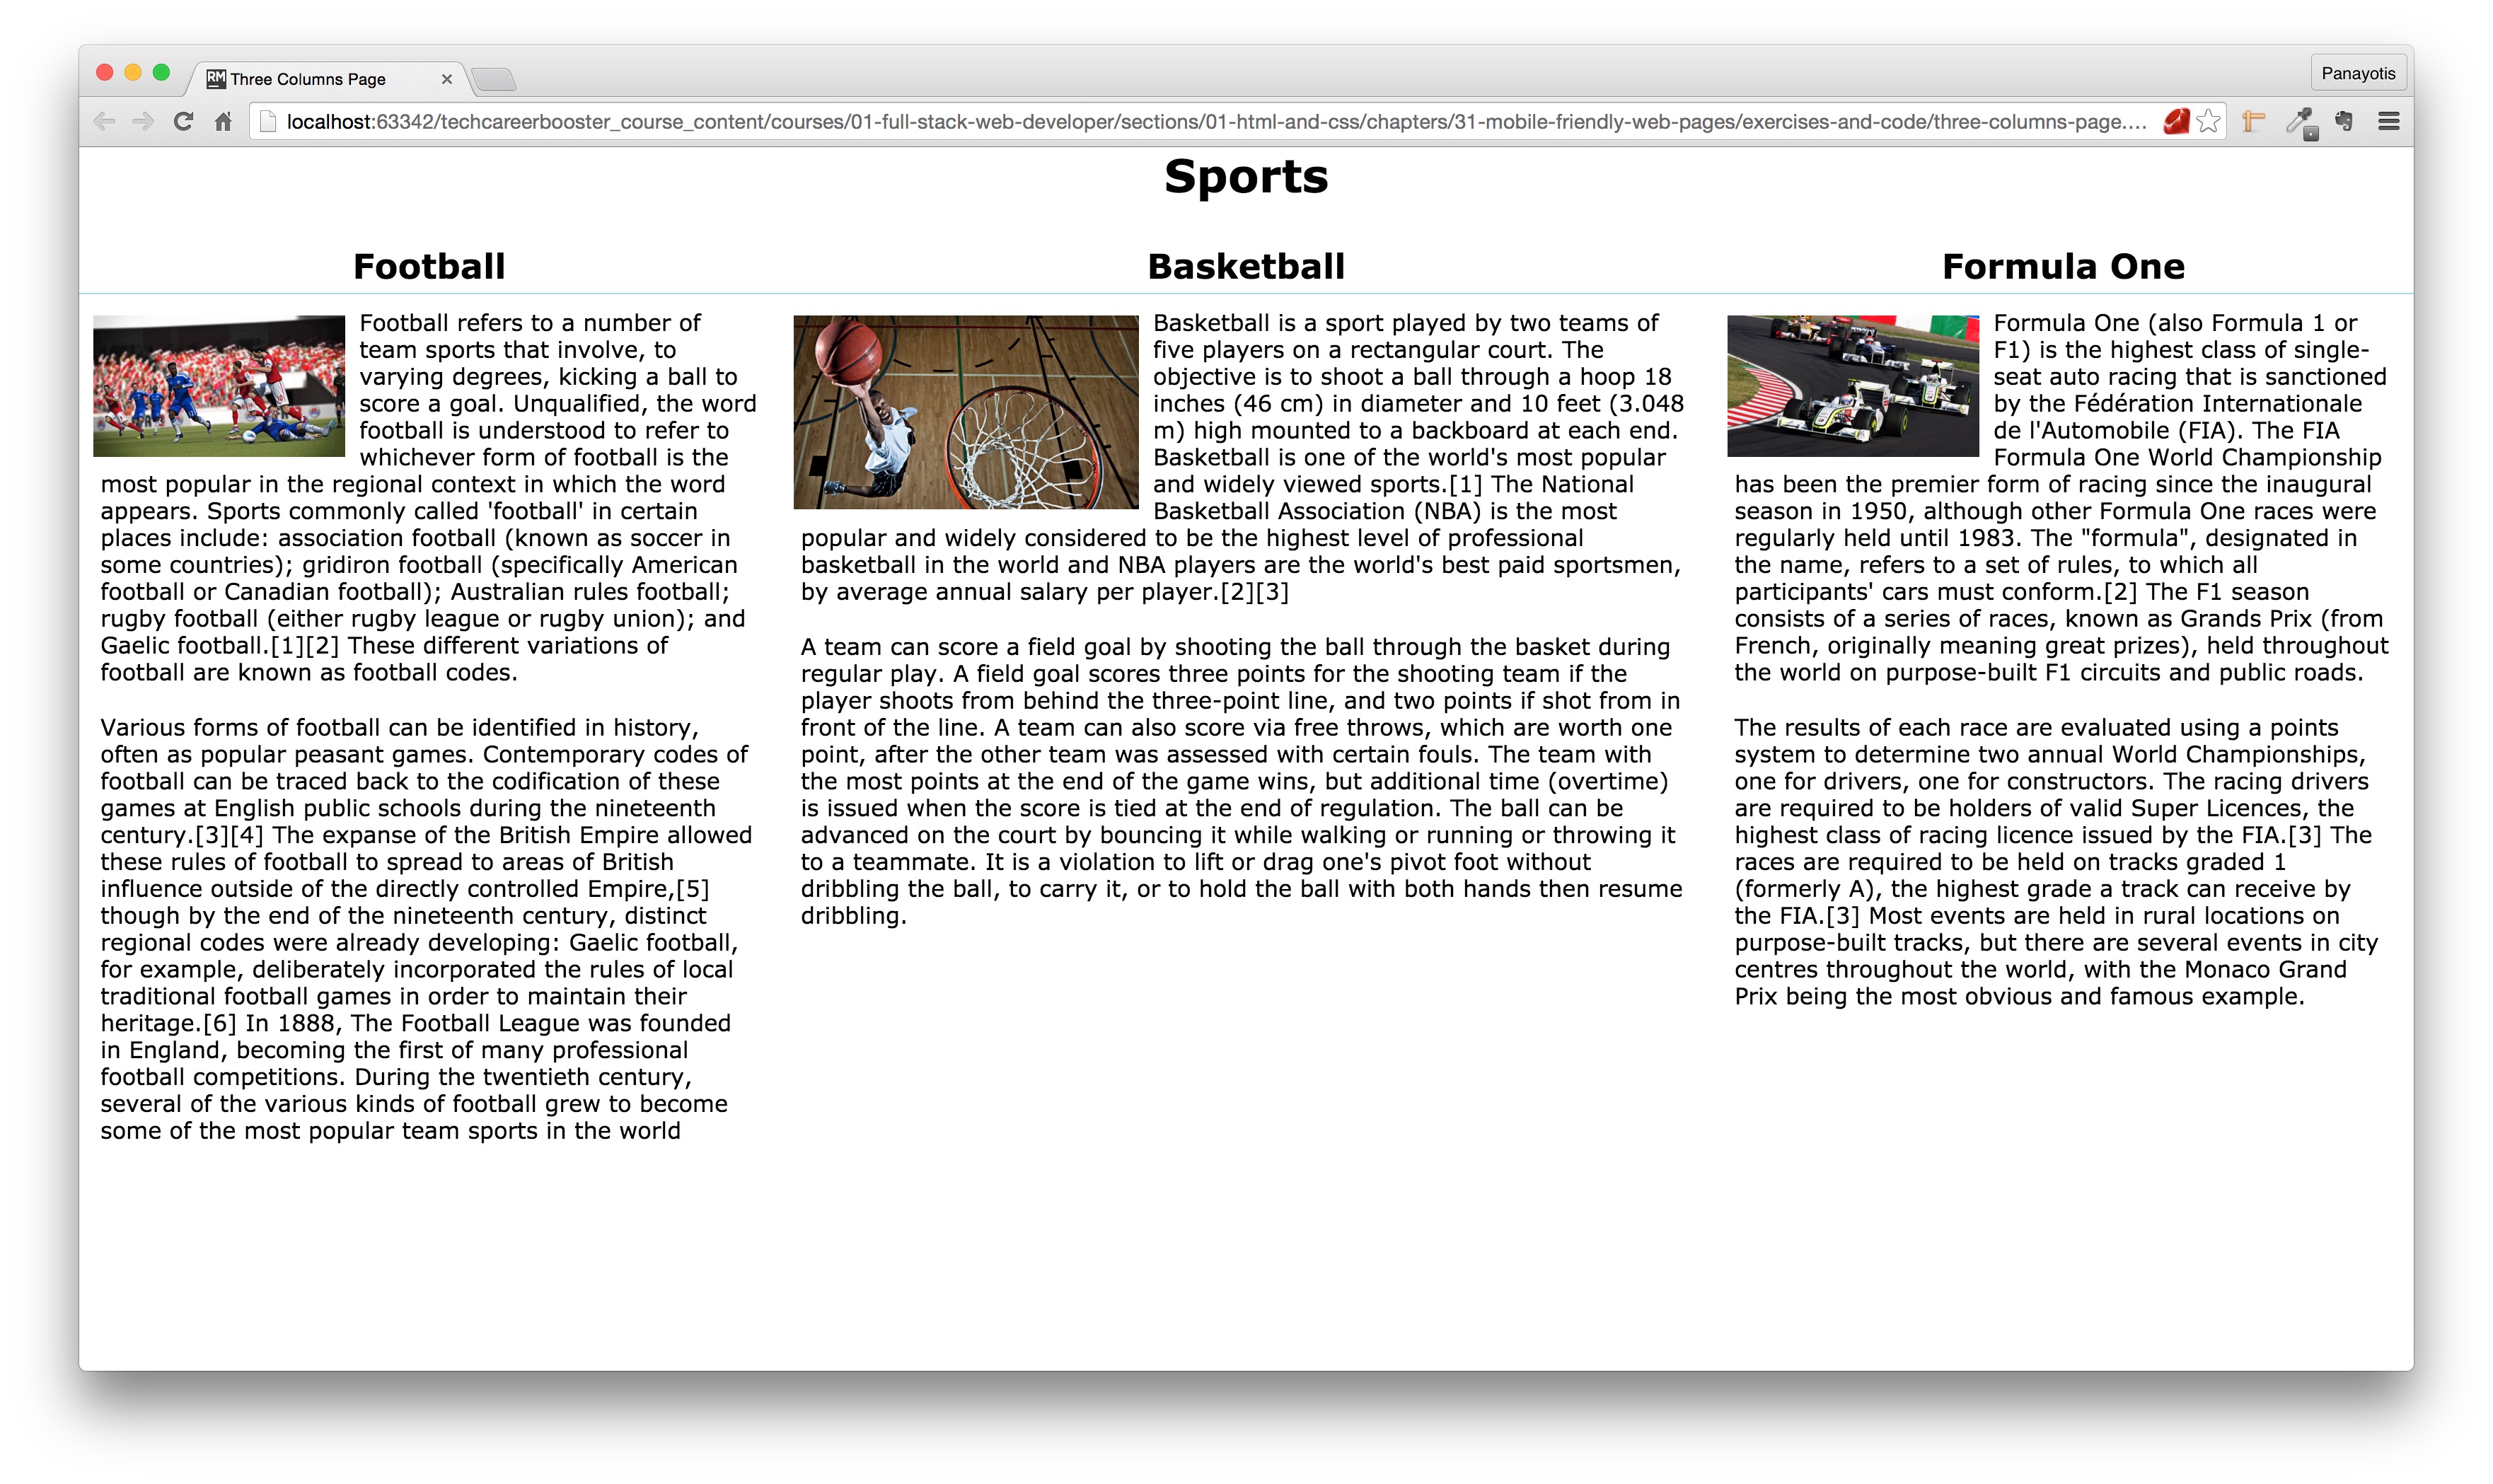 Three Columns Page
Panayotis
localhost:63342/techcareerbooster_course_content/courses/01-full-stack-web-developer/sections/01-html-and-css/chapters/31-mobile-friendly-web-pages/exercises-and-code/three-columns-page....
Sports
Football
Football refers to a number of
team sports that involve, to
varying degrees, kicking a ball to
score a goal. Unqualified, the word
football is understood to refer to
whichever form of football is the
most popular in the regional context in which the word
appears. Sports commonly called 'football' in certain
places include: association football (known as soccer in
some countries); gridiron football (specifically American
football or Canadian football); Australian rules football;
rugby football (either rugby league or rugby union); and
Gaelic football.[1][2] These different variations of
football are known as football codes.
Various forms of football can be identified in history,
often as popular peasant games. Contemporary codes of
football can be traced back to the codification of these
games at English public schools during the nineteenth
century.[3][4] The expanse of the British Empire allowed
these rules of football to spread to areas of British
influence outside of the directly controlled Empire,[5]
though by the end of the nineteenth century, distinct
regional codes were already developing: Gaelic football,
for example, deliberately incorporated the rules of local
traditional football games in order to maintain their
heritage.[6] In 1888, The Football League was founded
in England, becoming the first of many professional
football competitions. During the twentieth century,
several of the various kinds of football grew to become
some of the most popular team sports in the world
Basketball
Basketball is a sport played by two teams of
five players on a rectangular court. The
objective is to shoot a ball through a hoop 18
inches (46 cm) in diameter and 10 feet (3.048
m) high mounted to a backboard at each end.
Basketball is one of the world's most popular
and widely viewed sports.[1] The National
Basketball Association (NBA) is the most
popular and widely considered to be the highest level of professional
basketball in the world and NBA players are the world's best paid sportsmen,
by average annual salary per player.[2][3]
A team can score a field goal by shooting the ball through the basket during
regular play. A field goal scores three points for the shooting team if the
player shoots from behind the three-point line, and two points if shot from in
front of the line. A team can also score via free throws, which are worth one
point, after the other team was assessed with certain fouls. The team with
the most points at the end of the game wins, but additional time (overtime)
is issued when the score is tied at the end of regulation. The ball can be
advanced on the court by bouncing it while walking or running or throwing it
to a teammate. It is a violation to lift or drag one's pivot foot without
dribbling the ball, to carry it, or to hold the ball with both hands then resume
dribbling.
Formula One
Formula One (also Formula 1 or
F1) is the highest class of single-
seat auto racing that is sanctioned
by the Fédération Internationale
de l'Automobile (FIA). The FIA
Formula One World Championship
has been the premier form of racing since the inaugural
season in 1950, although other Formula One races were
regularly held until 1983. The "formula", designated in
the name, refers to a set of rules, to which all
participants' cars must conform.[2] The F1 season
consists of a series of races, known as Grands Prix (from
French, originally meaning great prizes), held throughout
the world on purpose-built F1 circuits and public roads.
The results of each race are evaluated using a points
system to determine two annual World Championships,
one for drivers, one for constructors. The racing drivers
are required to be holders of valid Super Licences, the
highest class of racing licence issued by the FIA.[3] The
races are required to be held on tracks graded 1
(formerly A), the highest grade a track can receive by
the FIA.[3] Most events are held in rural locations on
purpose-built tracks, but there are several events in city
centres throughout the world, with the Monaco Grand
Prix being the most obvious and famous example.